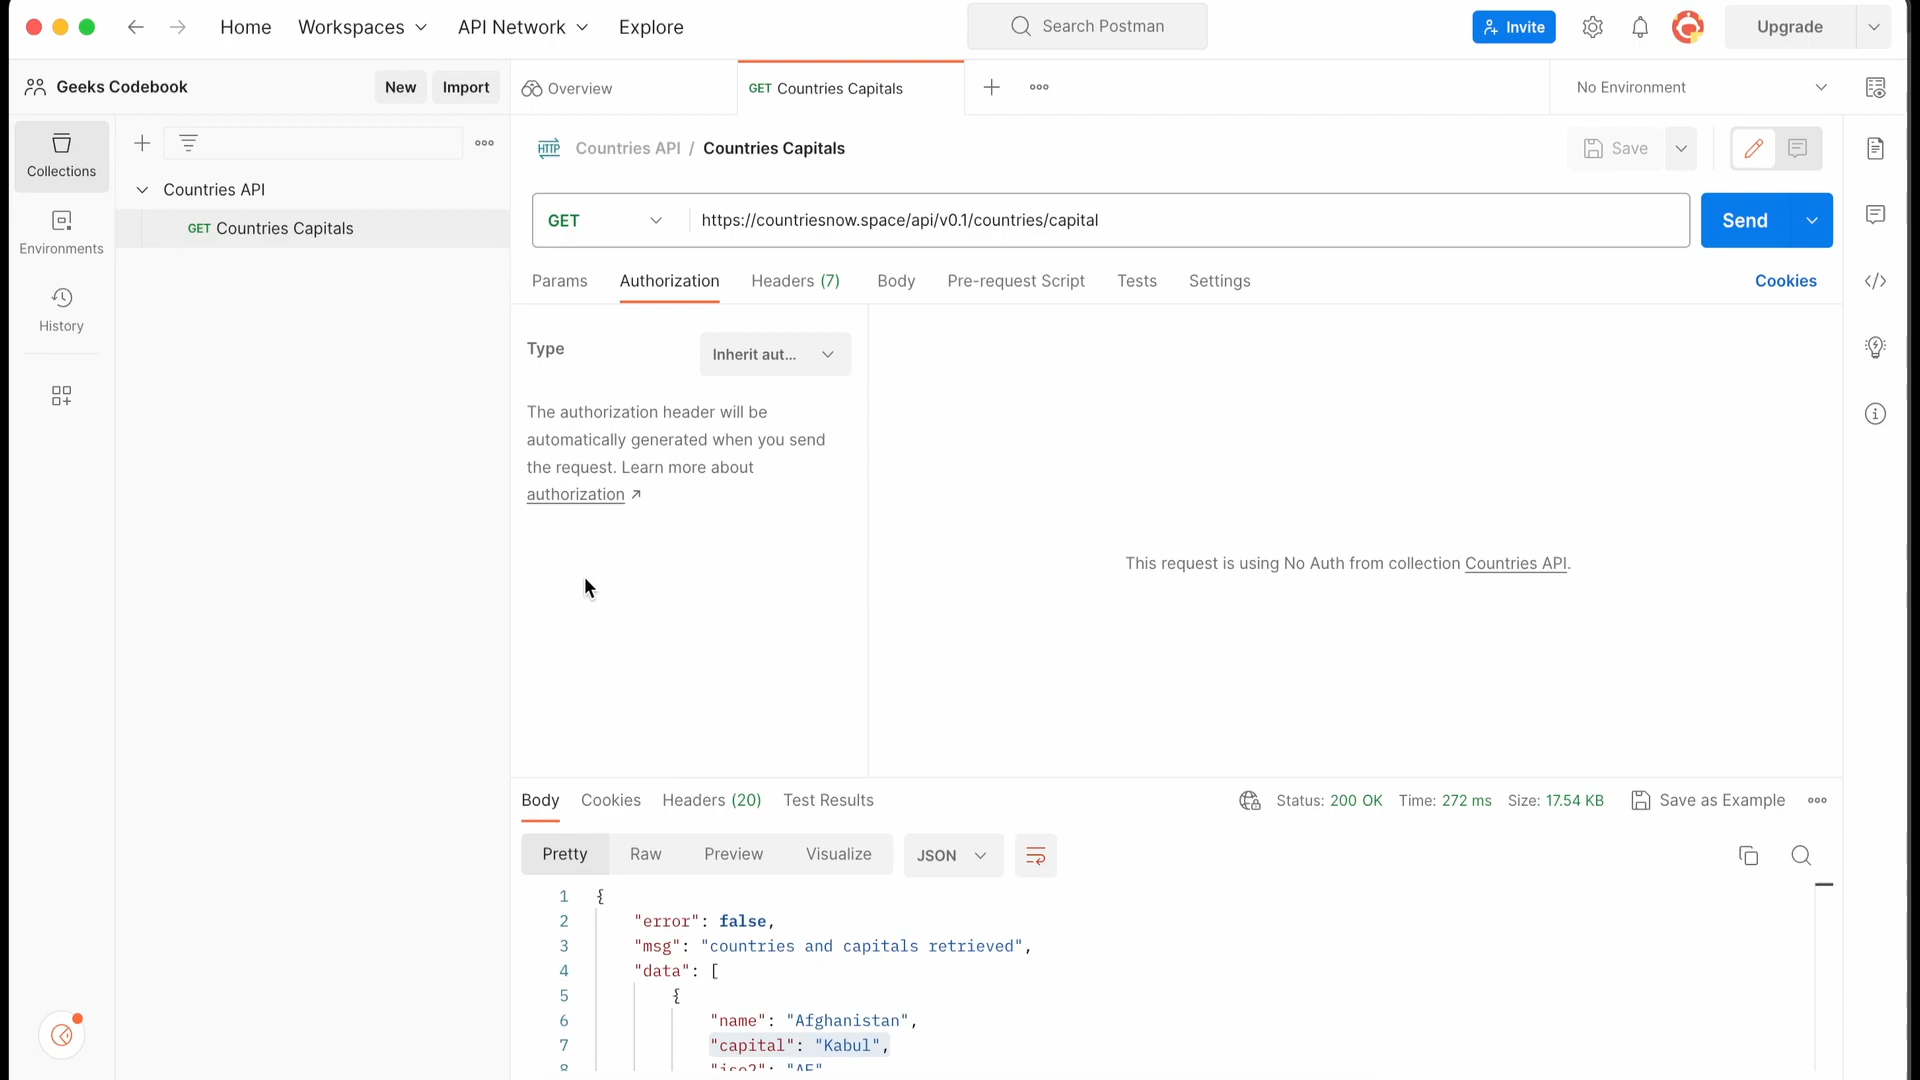 Home Workspaces API Network Explore Search Postman Invite Upgrade
Geeks Codebook New Import Overview GET Countries Capitals No Environment
Collections
Environments
History
Countries API
GET Countries Capitals
HTTP Countries API / Countries Capitals Save
GET https://countriesnow.space/api/v0.1/countries/capital Send
Params Authorization Headers (7) Body Pre-request Script Tests Settings Cookies
Type Inherit aut...
The authorization header will be
automatically generated when you send
the request. Learn more about
authorization ↗
This request is using No Auth from collection Countries API.
Body Cookies Headers (20) Test Results Status: 200 OK Time: 272 ms Size: 17.54 KB Save as Example
Pretty Raw Preview Visualize JSON
1 {
2 "error": false,
3 "msg": "countries and capitals retrieved",
4 "data": [
5 {
6 "name": "Afghanistan",
7 "capital": "Kabul",
8 "iso2": "AF"